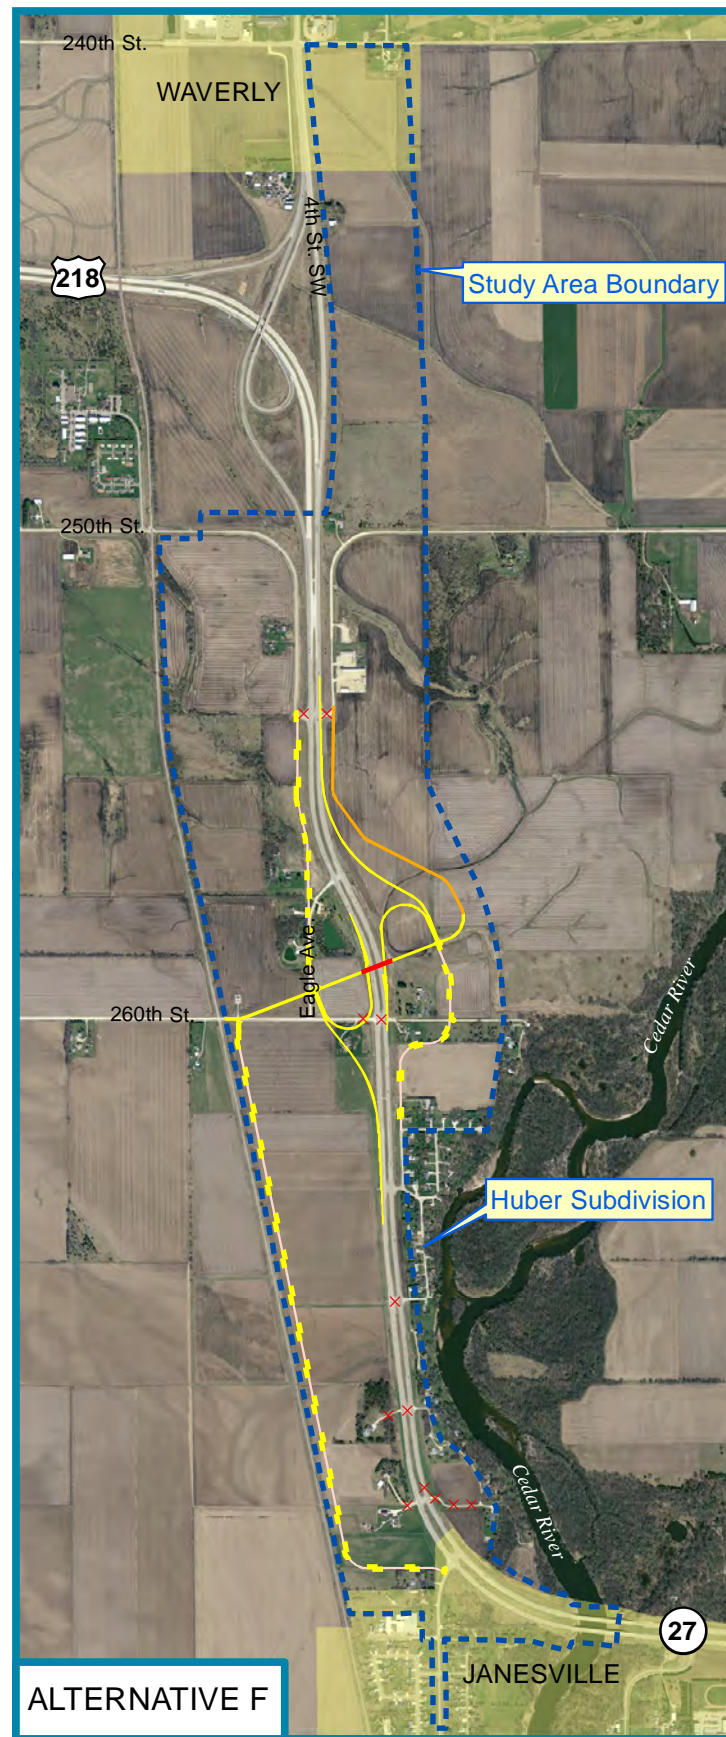 240th St.
WAVERLY
4th St. SW
218
Study Area Boundary
250th St.
Eagle Ave.
260th St.
Cedar River
Huber Subdivision
Cedar River
27
JANESVILLE
ALTERNATIVE F